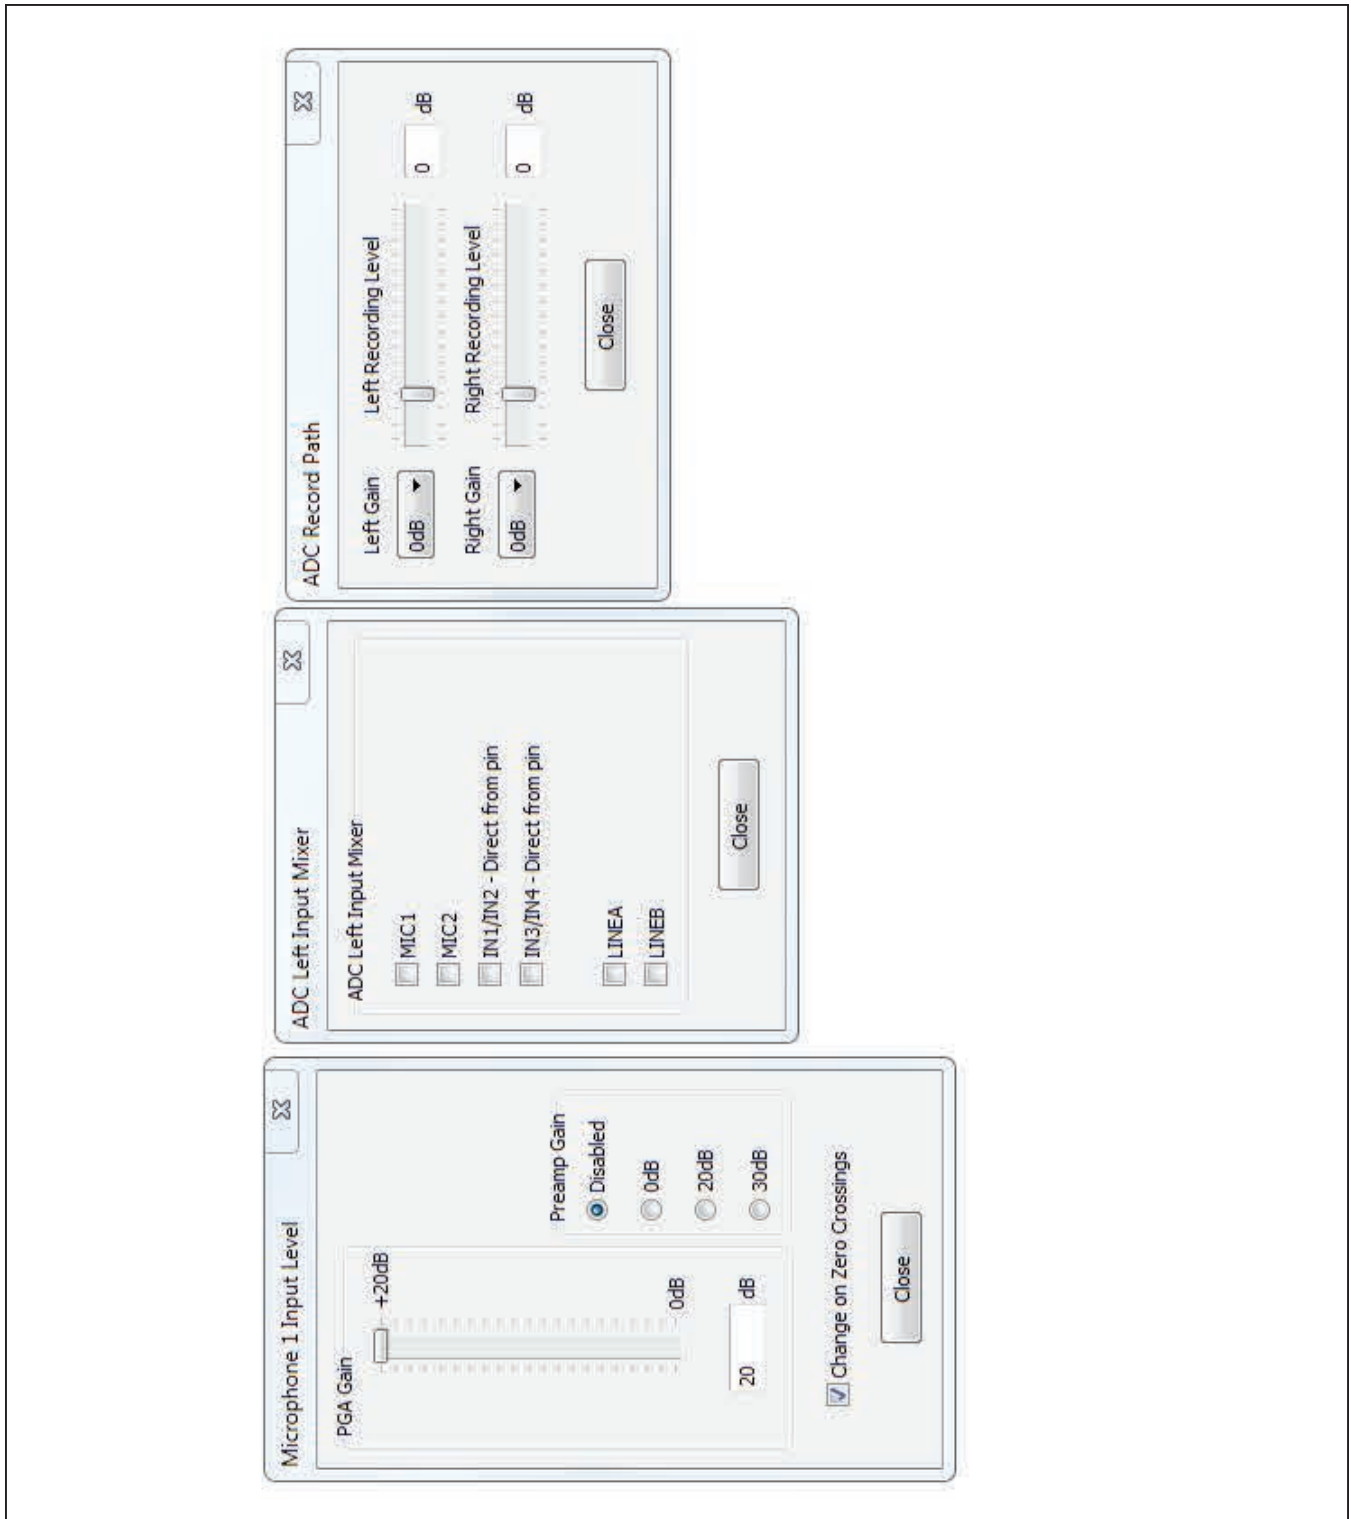 Microphone 1 Input Level
PGA Gain
+20dB
0dB
20 dB
Preamp Gain
Disabled
0dB
20dB
30dB
Change on Zero Crossings
Close
ADC Left Input Mixer
ADC Left Input Mixer
MIC1
MIC2
IN1/IN2 - Direct from pin
IN3/IN4 - Direct from pin
LINEA
LINEB
Close
ADC Record Path
Left Gain Left Recording Level
0dB 0 dB
Right Gain Right Recording Level
0dB 0 dB
Close